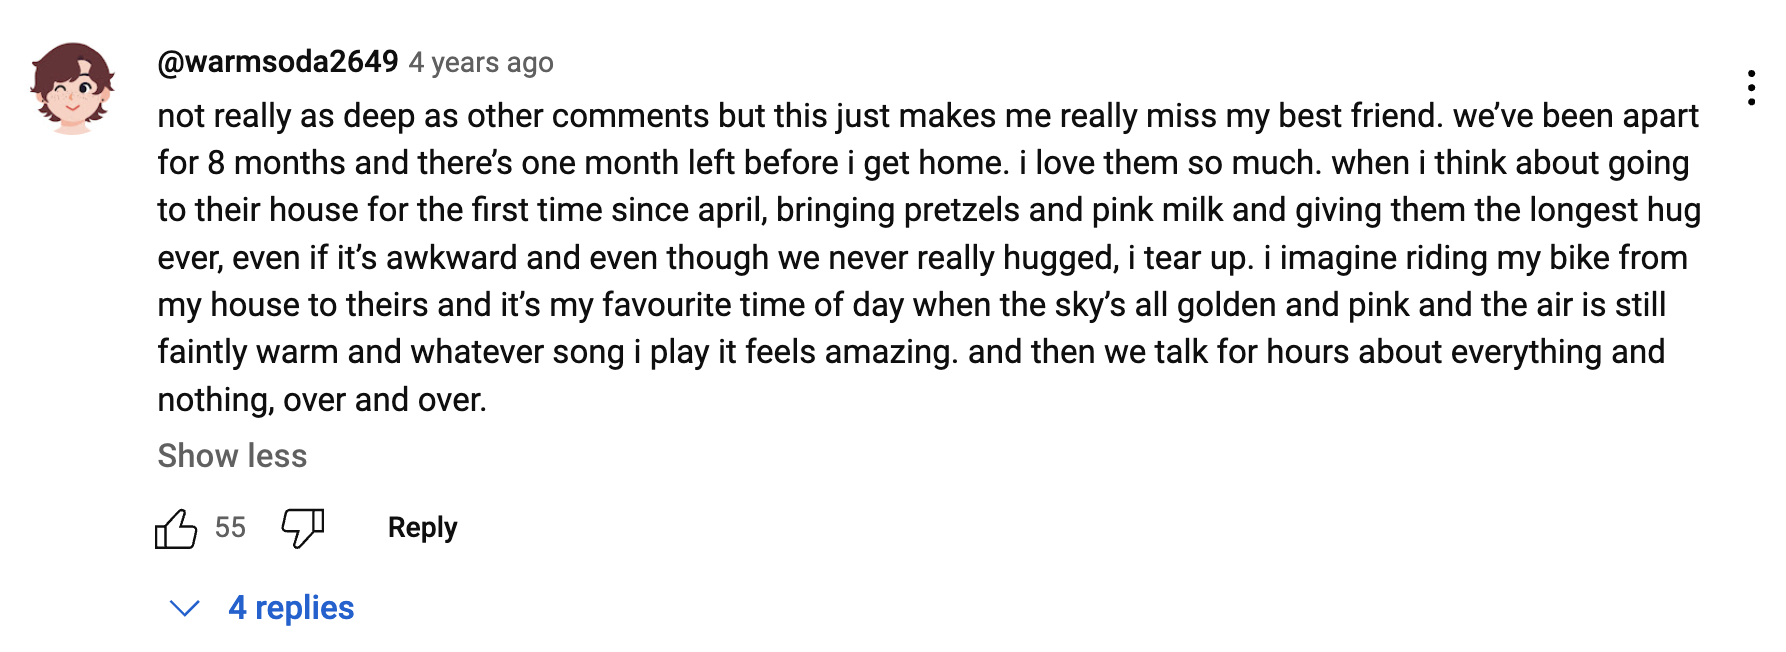 @warmsoda2649 4 years ago
not really as deep as other comments but this just makes me really miss my best friend. we’ve been apart
for 8 months and there’s one month left before i get home. i love them so much. when i think about going
to their house for the first time since april, bringing pretzels and pink milk and giving them the longest hug
ever, even if it’s awkward and even though we never really hugged, i tear up. i imagine riding my bike from
my house to theirs and it’s my favourite time of day when the sky’s all golden and pink and the air is still
faintly warm and whatever song i play it feels amazing. and then we talk for hours about everything and
nothing, over and over.
Show less
55 Reply
4 replies